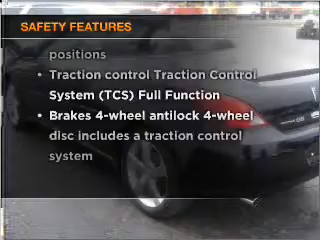 SAFETY FEATURES
positions
• Traction control Traction Control
System (TCS) Full Function
• Brakes 4-wheel antilock 4-wheel
disc includes a traction control
system